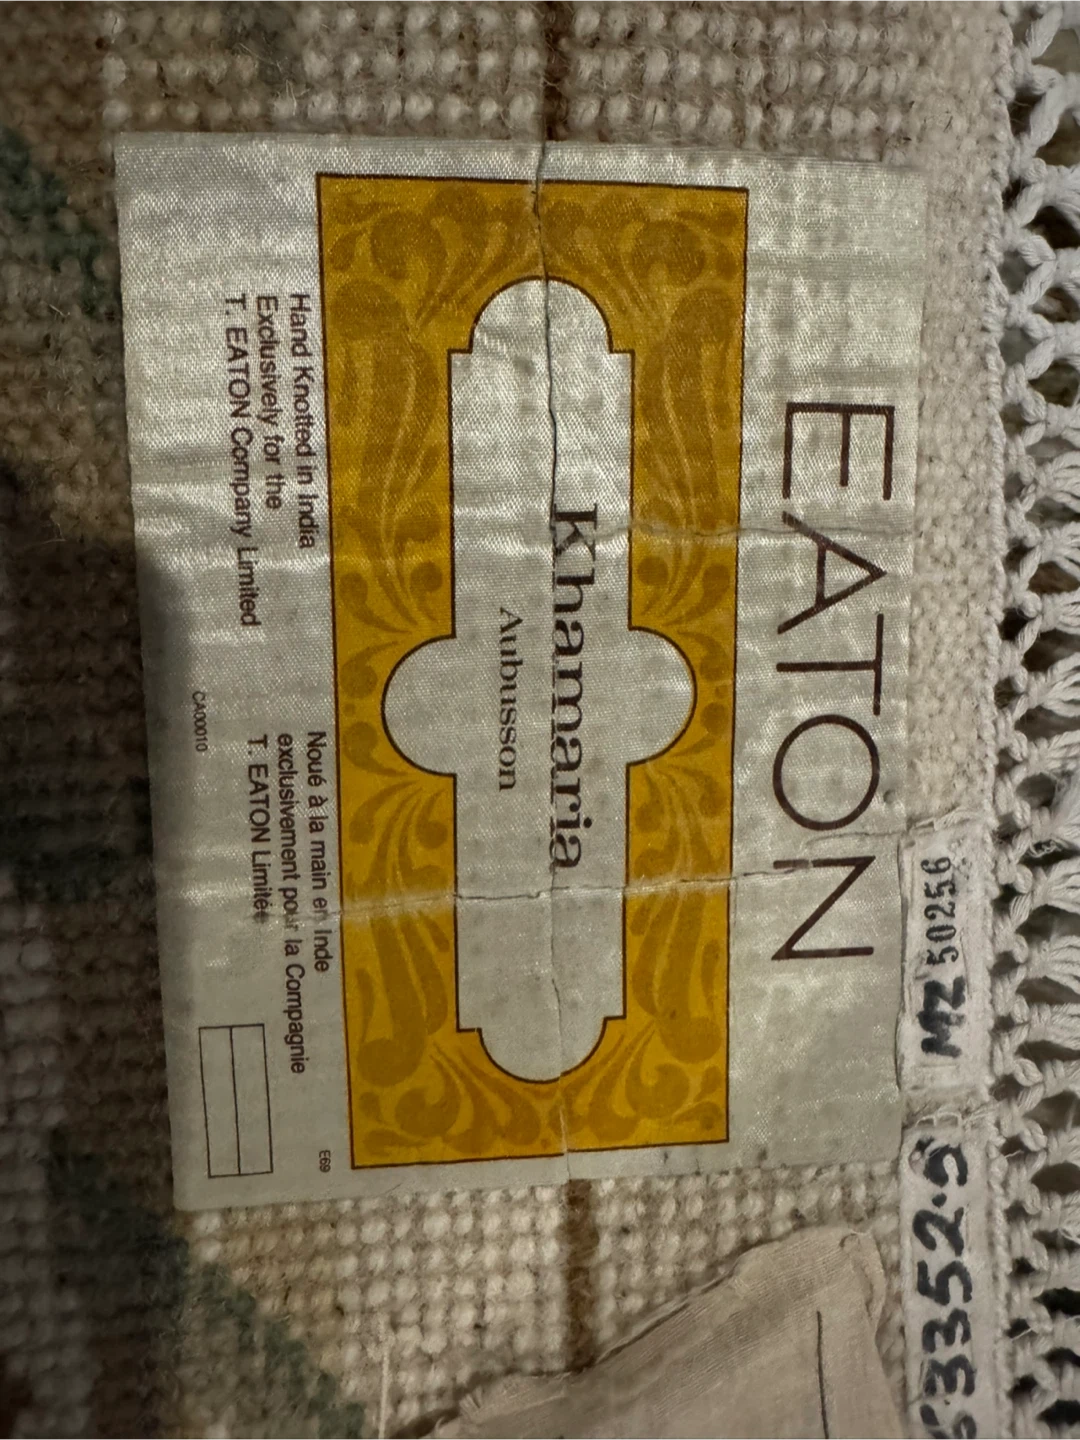 EATON
Khamaria
Aubusson
Hand Knotted in India
Exclusively for the
T. EATON Company Limited
Noué à la main en Inde
exclusivement pour la Compagnie
T. EATON Limitée
CA00010
E69
MZ 50256
3352.9